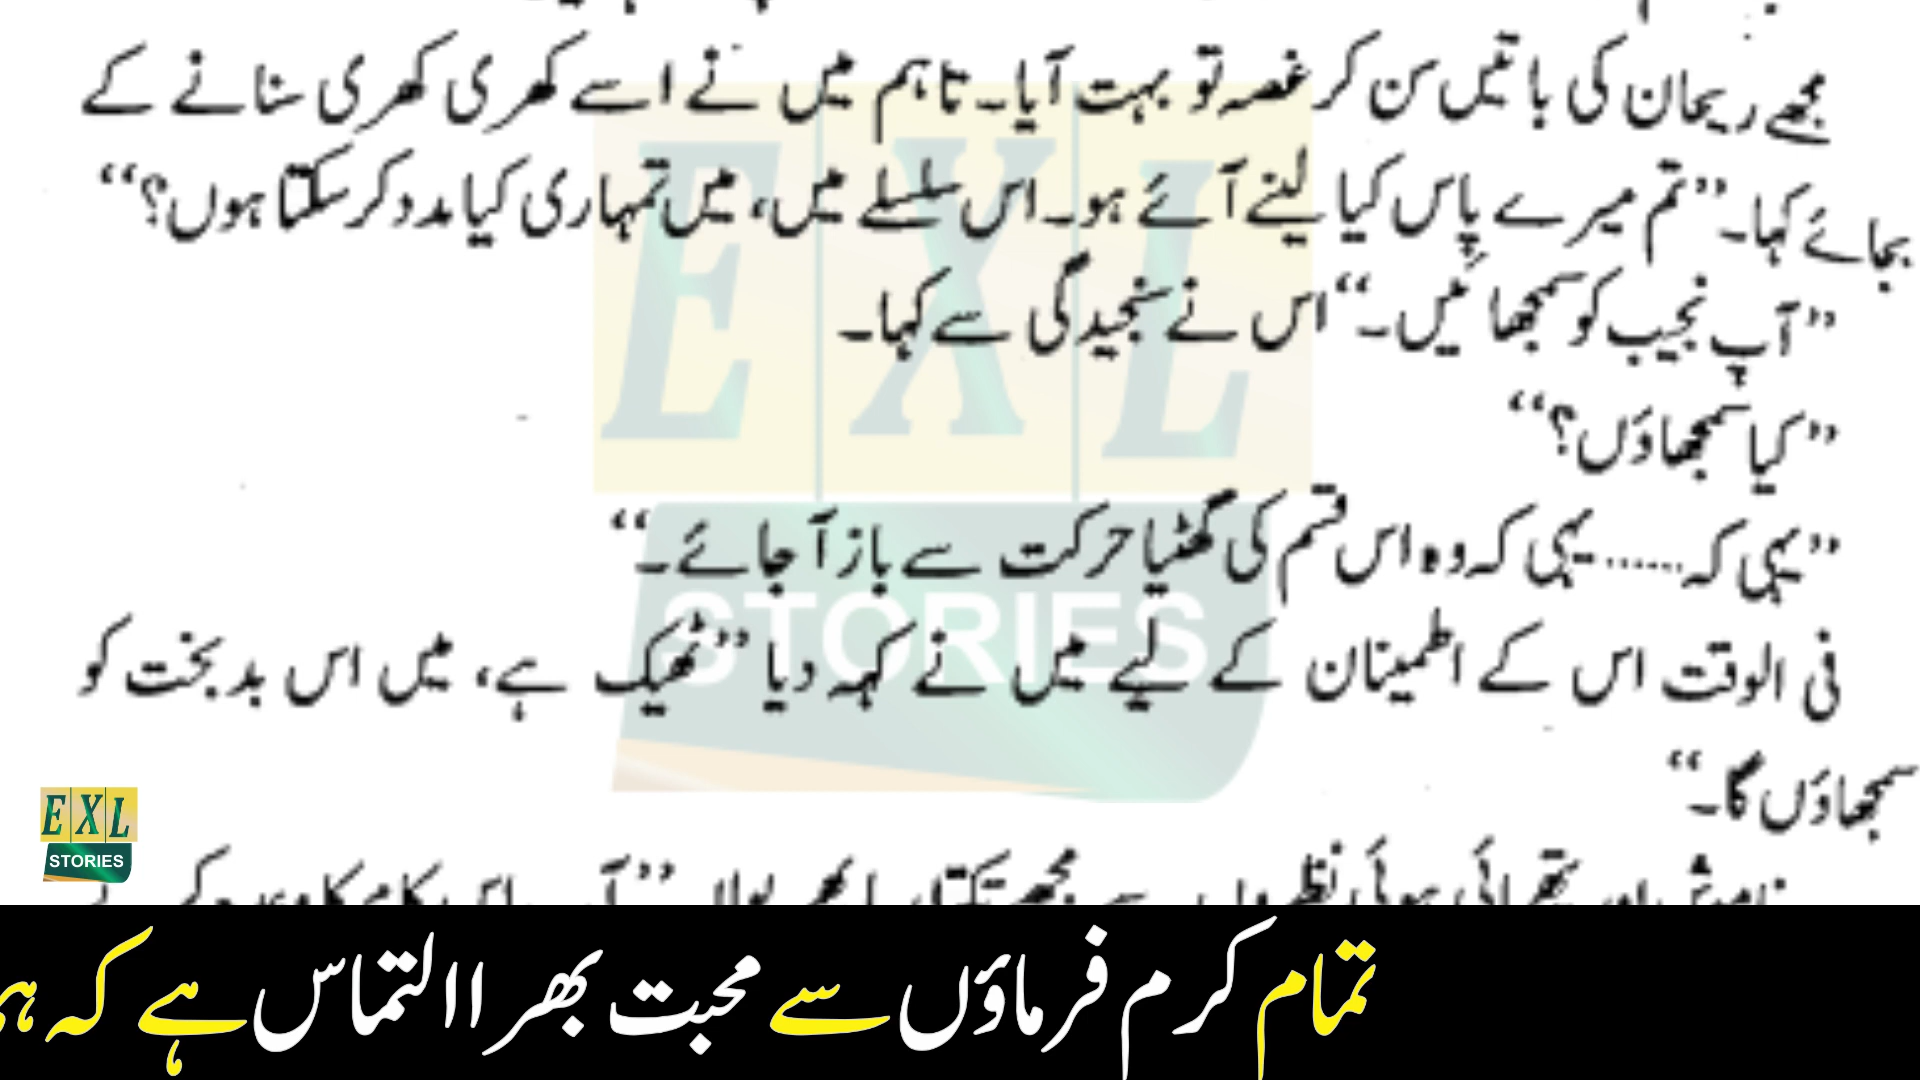 مجھے ریحان کی باتیں سن کر غصہ تو بہت آیا۔ تاہم میں نے اسے کھری کھری سنانے کے
بجائے کہا۔ ’’تم میرے پاس کیا لینے آئے ہو۔ اس سلسلے میں، میں تمہاری کیا مدد کر سکتا ہوں؟‘‘
’’آپ نجیب کو سمجھائیں۔‘‘ اس نے سنجیدگی سے کہا۔
’’کیا سمجھاؤں؟‘‘
’’یہی کہ...... یہی کہ وہ اس قسم کی گھٹیا حرکت سے باز آ جائے۔‘‘
فی الوقت اس کے اطمینان کے لیے میں نے کہہ دیا ’’ٹھیک ہے، میں اس بدبخت کو
سمجھاؤں گا۔‘‘
EXL
STORIES
EXL
STORIES
تمام کرم فرماؤں سے محبت بھرا التماس ہے کہ